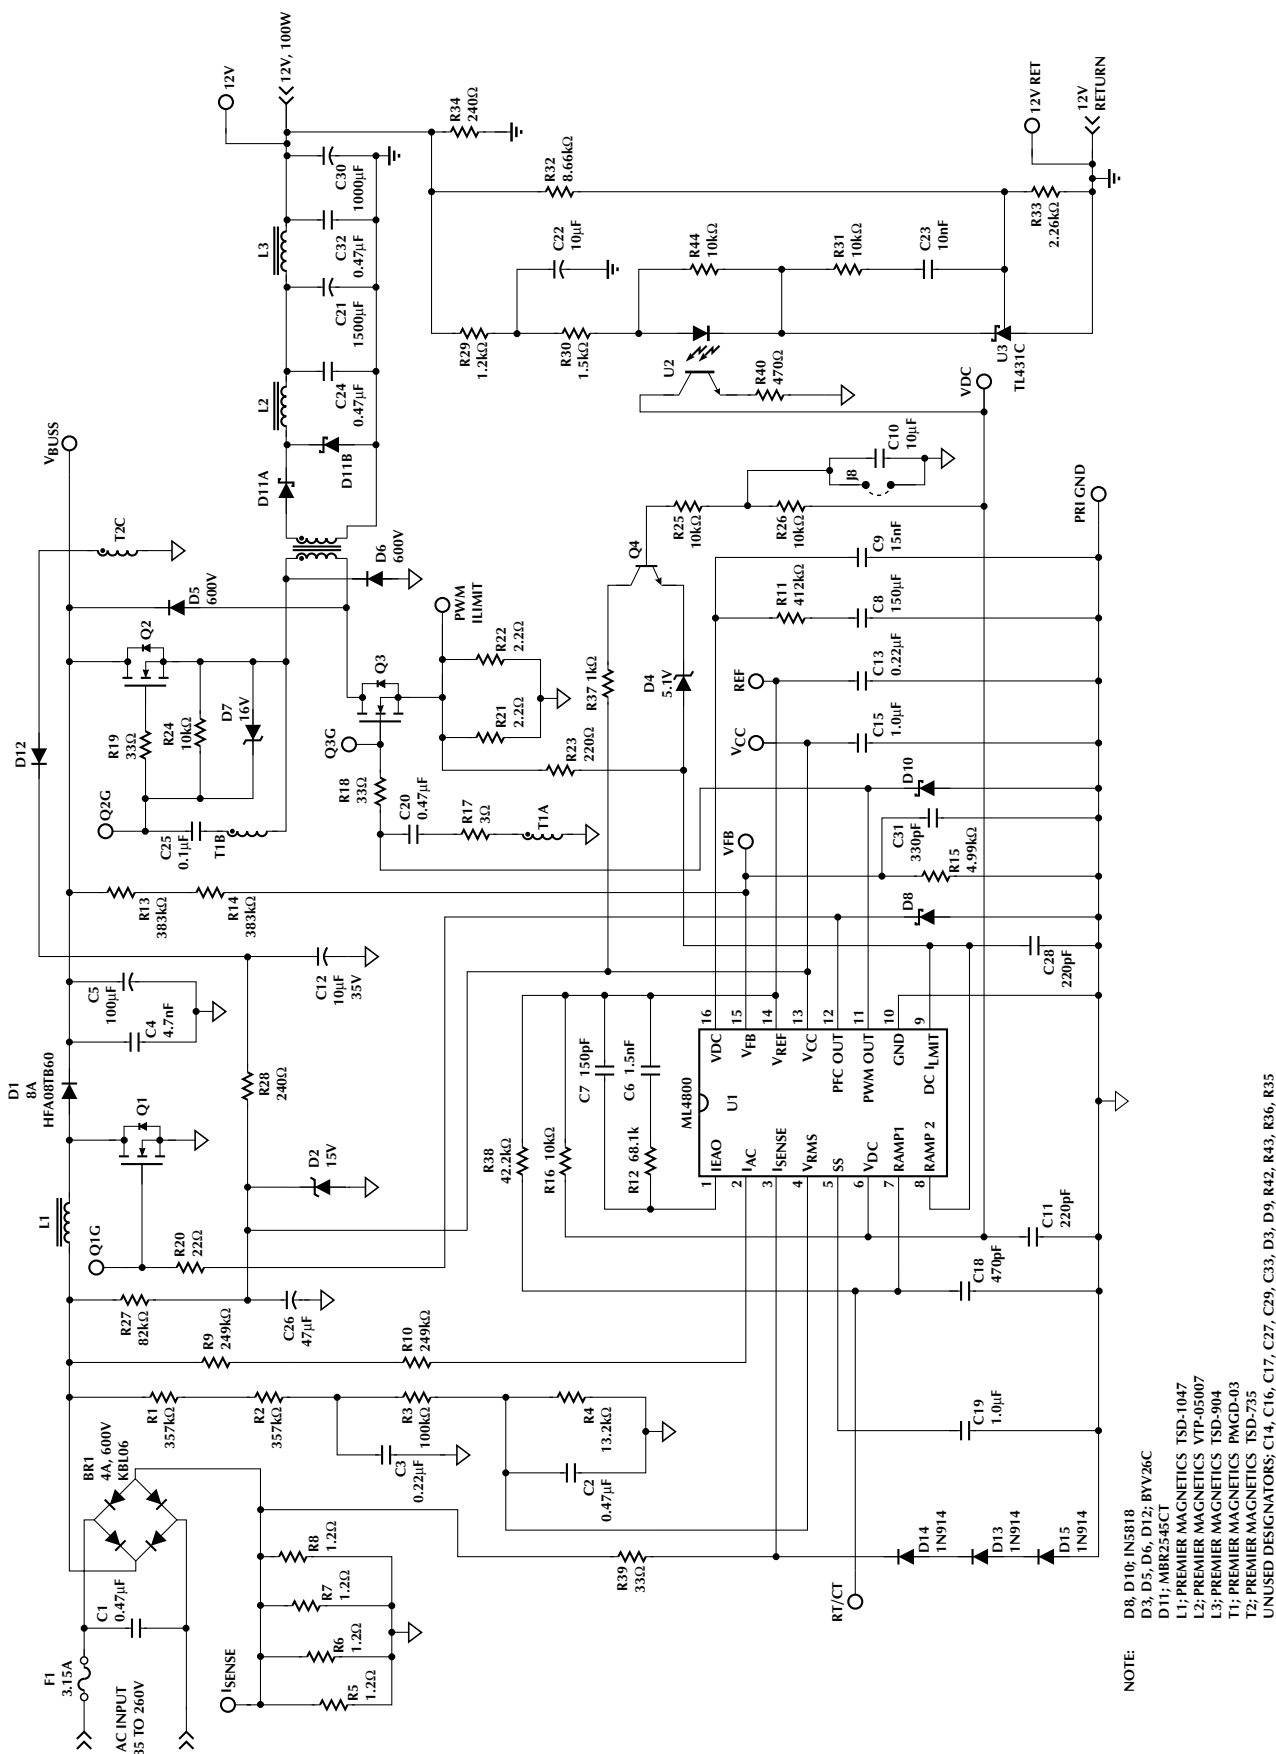 AC INPUT
85 TO 260V
F1
3.15A
C1
0.47µF
BR1
4A, 600V
KBL06
ISENSE
R5
1.2Ω
R6
1.2Ω
R7
1.2Ω
R8
1.2Ω
R1
357kΩ
R2
357kΩ
C3
0.22µF
R3
100kΩ
R4
13.2kΩ
C2
0.47µF
R9
249kΩ
R10
249kΩ
R27
82kΩ
C26
47µF
Q1G
R20
22Ω
L1
Q1
D1
8A
HFA08TB60
D2
15V
R28
240Ω
C4
4.7nF
C5
100µF
C12
10µF
35V
R13
383kΩ
R14
383kΩ
Q2G
C25
0.1µF
T1B
R19
33Ω
R24
10kΩ
D7
16V
Q2
D12
T2C
D5
600V
VBUSS
D6
600V
Q3G
R18
33Ω
Q3
C20
0.47µF
R17
3Ω
T1A
R21
2.2Ω
R22
2.2Ω
PWM
ILIMIT
R23
220Ω
D11A
D11B
L2
C24
0.47µF
L3
C21
1500µF
C32
0.47µF
C30
1000µF
12V
12V, 100W
R34
240Ω
R32
8.66kΩ
R29
1.2kΩ
C22
10µF
R30
1.5kΩ
R44
10kΩ
R31
10kΩ
C23
10nF
R33
2.26kΩ
12V RET
12V
RETURN
U2
R40
470Ω
U3
TL431C
VDC
J8
C10
10µF
R25
10kΩ
R26
10kΩ
Q4
R37 1kΩ
D4
5.1V
C9
15nF
R11
412kΩ
C8
150µF
REF
C13
0.22µF
VCC
C15
1.0µF
D10
VFB
C31
330pF
R15
4.99kΩ
D8
C28
220pF
PRI GND
R38
42.2kΩ
R16 10kΩ
C7 150pF
R12 68.1k
C6 1.5nF
ML4800
U1
1 IEAO
2 IAC
3 ISENSE
4 VRMS
5 SS
6 VDC
7 RAMP1
8 RAMP 2
VDC 16
VFB 15
VREF 14
VCC 13
PFC OUT 12
PWM OUT 11
GND 10
DC ILMIT 9
C11
220pF
C18
470pF
C19
1.0µF
R39
33Ω
RT/CT
D14
1N914
D13
1N914
D15
1N914
NOTE: D8, D10; IN5818
D3, D5, D6, D12; BYV26C
D11; MBR2545CT
L1; PREMIER MAGNETICS TSD-1047
L2; PREMIER MAGNETICS VTP-05007
L3; PREMIER MAGNETICS TSD-904
T1; PREMIER MAGNETICS PMGD-03
T2; PREMIER MAGNETICS TSD-735
UNUSED DESIGNATORS; C14, C16, C17, C27, C29, C33, D3, D9, R42, R43, R36, R35